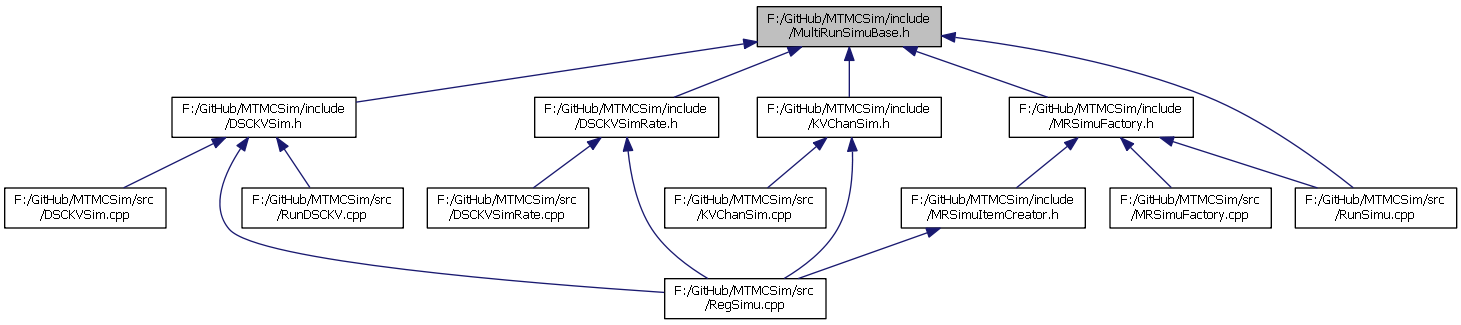 F:/GitHub/MTMCSim/include
/MultiRunSimuBase.h
F:/GitHub/MTMCSim/include
/DSCKVSim.h
F:/GitHub/MTMCSim/include
/DSCKVSimRate.h
F:/GitHub/MTMCSim/include
/KVChanSim.h
F:/GitHub/MTMCSim/include
/MRSimuFactory.h
F:/GitHub/MTMCSim/src
/DSCKVSim.cpp
F:/GitHub/MTMCSim/src
/RunDSCKV.cpp
F:/GitHub/MTMCSim/src
/DSCKVSimRate.cpp
F:/GitHub/MTMCSim/src
/KVChanSim.cpp
F:/GitHub/MTMCSim/include
/MRSimuItemCreator.h
F:/GitHub/MTMCSim/src
/MRSimuFactory.cpp
F:/GitHub/MTMCSim/src
/RunSimu.cpp
F:/GitHub/MTMCSim/src
/RegSimu.cpp